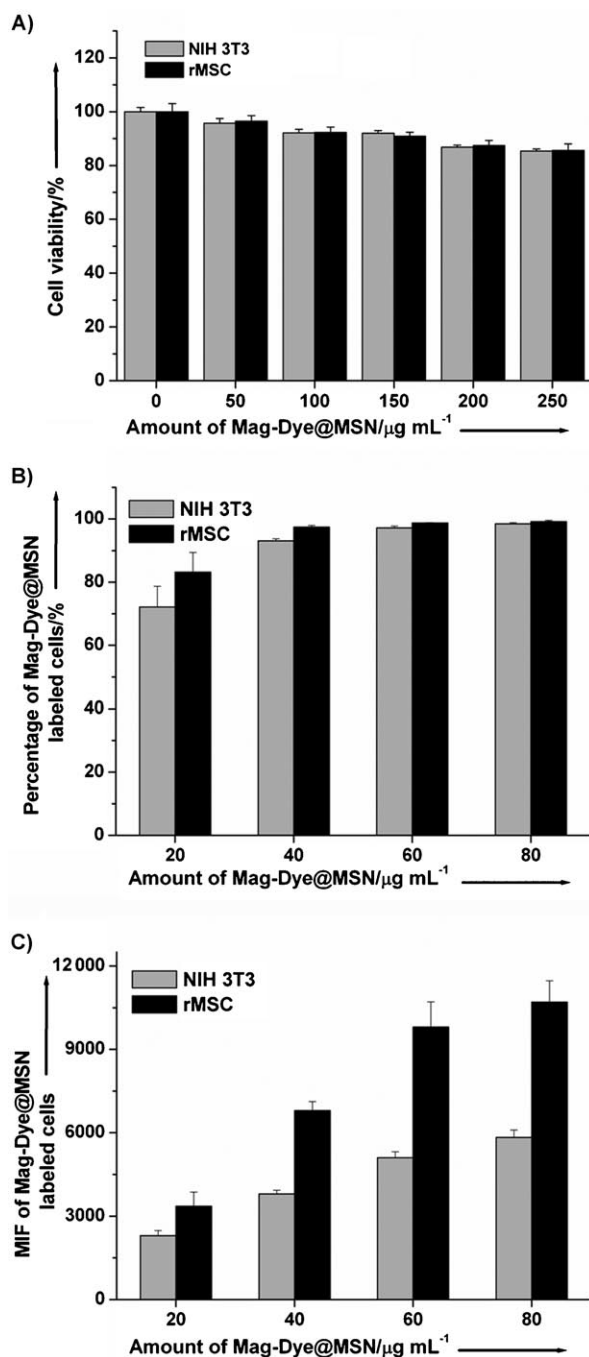 A)
NIH 3T3
rMSC
120
100
80
60
40
20
0
Cell viability/%
0 50 100 150 200 250
Amount of Mag-Dye@MSN/μg mL⁻¹
B)
NIH 3T3
rMSC
100
80
60
40
20
0
Percentage of Mag-Dye@MSN
labeled cells/%
20 40 60 80
Amount of Mag-Dye@MSN/μg mL⁻¹
C)
NIH 3T3
rMSC
12000
9000
6000
3000
0
MIF of Mag-Dye@MSN
labeled cells
20 40 60 80
Amount of Mag-Dye@MSN/μg mL⁻¹